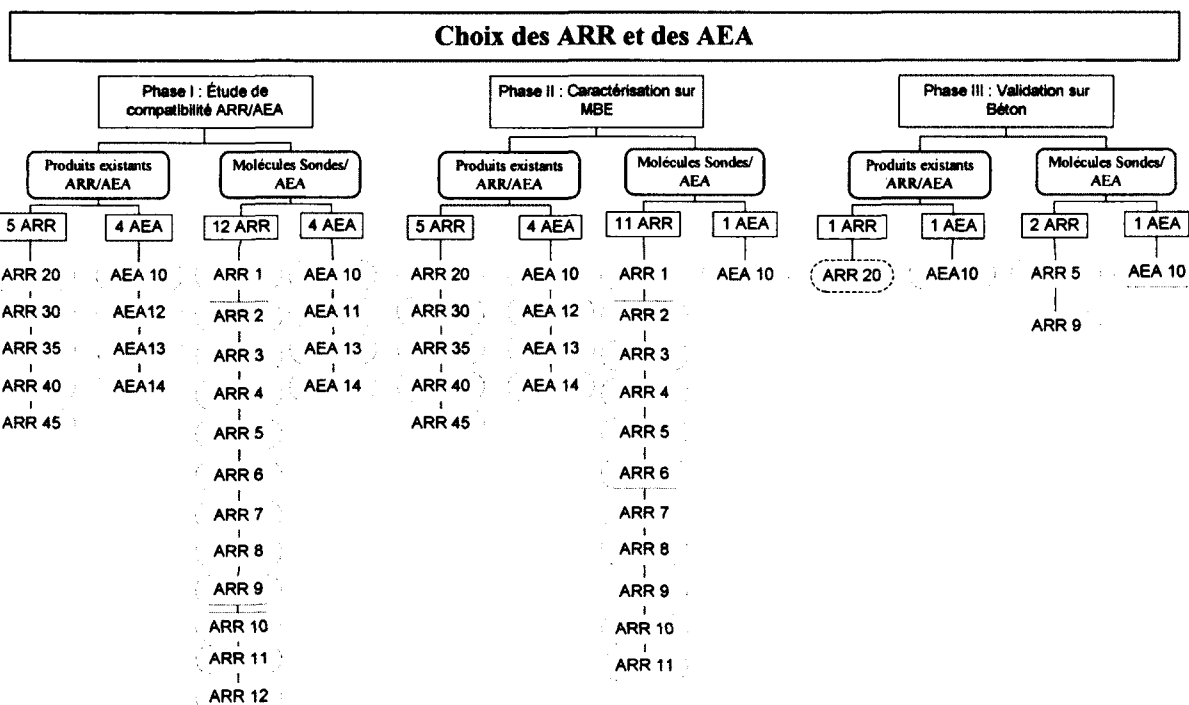 Choix des ARR et des AEA
Phase I : Étude de
compatibilité ARR/AEA
Produits existants
ARR/AEA
5 ARR
ARR 20
ARR 30
ARR 35
ARR 40
ARR 45
4 AEA
AEA 10
AEA12
AEA13
AEA14
Molécules Sondes/
AEA
12 ARR
ARR 1
ARR 2
ARR 3
ARR 4
ARR 5
ARR 6
ARR 7
ARR 8
ARR 9
ARR 10
ARR 11
ARR 12
4 AEA
AEA 10
AEA 11
AEA 13
AEA 14
Phase II : Caractérisation sur
MBE
Produits existants
ARR/AEA
5 ARR
ARR 20
ARR 30
ARR 35
ARR 40
ARR 45
4 AEA
AEA 10
AEA 12
AEA 13
AEA 14
Molécules Sondes/
AEA
11 ARR
ARR 1
ARR 2
ARR 3
ARR 4
ARR 5
ARR 6
ARR 7
ARR 8
ARR 9
ARR 10
ARR 11
1 AEA
AEA 10
Phase III : Validation sur
Béton
Produits existants
ARR/AEA
1 ARR
ARR 20
1 AEA
AEA10
Molécules Sondes/
AEA
2 ARR
ARR 5
ARR 9
1 AEA
AEA 10